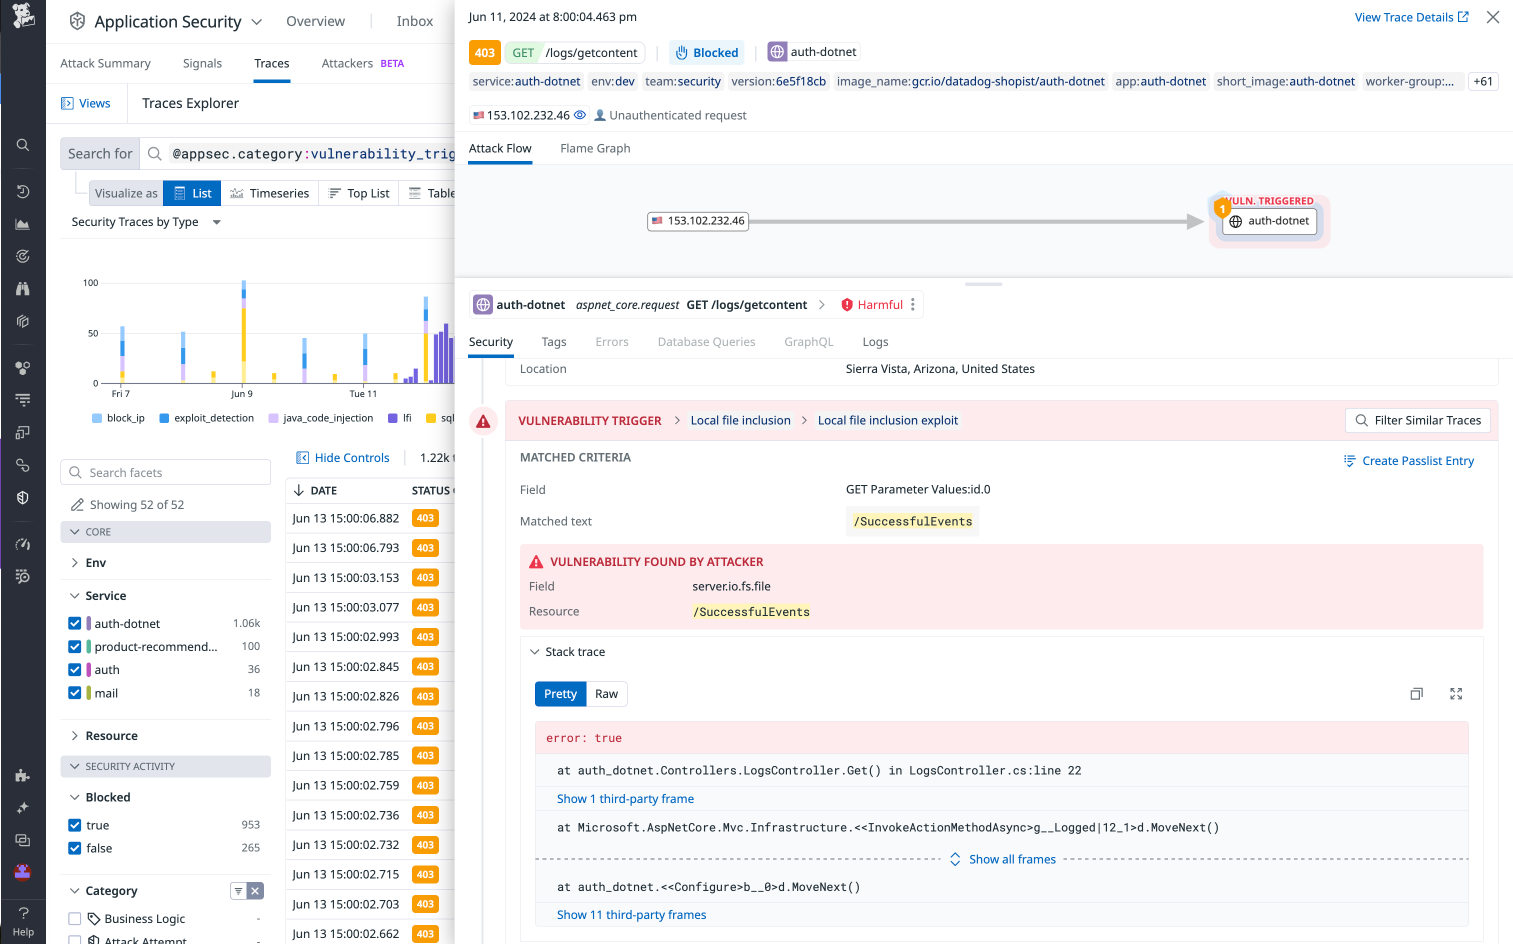 Application Security
Overview
Inbox
Attack Summary
Signals
Traces
Attackers BETA
Views
Traces Explorer
Search for
@appsec.category:vulnerability_trig
Visualize as
List
Timeseries
Top List
Table
Security Traces by Type
100
50
0
Fri 7
Jun 9
Tue 11
block_ip
exploit_detection
java_code_injection
lfi
sql
Search facets
Showing 52 of 52
CORE
Env
Service
auth-dotnet 1.06k
product-recommend... 100
auth 36
mail 18
Resource
SECURITY ACTIVITY
Blocked
true 953
false 265
Category
Business Logic -
Attack Attempt -
Help
Hide Controls
1.22k t
DATE STATUS
Jun 13 15:00:06.882 403
Jun 13 15:00:06.793 403
Jun 13 15:00:03.153 403
Jun 13 15:00:03.077 403
Jun 13 15:00:02.993 403
Jun 13 15:00:02.845 403
Jun 13 15:00:02.826 403
Jun 13 15:00:02.796 403
Jun 13 15:00:02.785 403
Jun 13 15:00:02.759 403
Jun 13 15:00:02.736 403
Jun 13 15:00:02.732 403
Jun 13 15:00:02.715 403
Jun 13 15:00:02.703 403
Jun 13 15:00:02.662 403
Jun 11, 2024 at 8:00:04.463 pm
View Trace Details
403 GET /logs/getcontent Blocked auth-dotnet
service:auth-dotnet env:dev team:security version:6e5f18cb image_name:gcr.io/datadog-shopist/auth-dotnet app:auth-dotnet short_image:auth-dotnet worker-group:... +61
153.102.232.46 Unauthenticated request
Attack Flow
Flame Graph
153.102.232.46
VULN. TRIGGERED
1
auth-dotnet
auth-dotnet aspnet_core.request GET /logs/getcontent Harmful
Security
Tags
Errors
Database Queries
GraphQL
Logs
Location Sierra Vista, Arizona, United States
VULNERABILITY TRIGGER Local file inclusion Local file inclusion exploit
Filter Similar Traces
MATCHED CRITERIA
Create Passlist Entry
Field GET Parameter Values:id.0
Matched text /SuccessfulEvents
VULNERABILITY FOUND BY ATTACKER
Field server.io.fs.file
Resource /SuccessfulEvents
Stack trace
Pretty Raw
error: true
at auth_dotnet.Controllers.LogsController.Get() in LogsController.cs:line 22
Show 1 third-party frame
at Microsoft.AspNetCore.Mvc.Infrastructure.<<InvokeActionMethodAsync>g__Logged|12_1>d.MoveNext()
Show all frames
at auth_dotnet.<<Configure>b__0>d.MoveNext()
Show 11 third-party frames